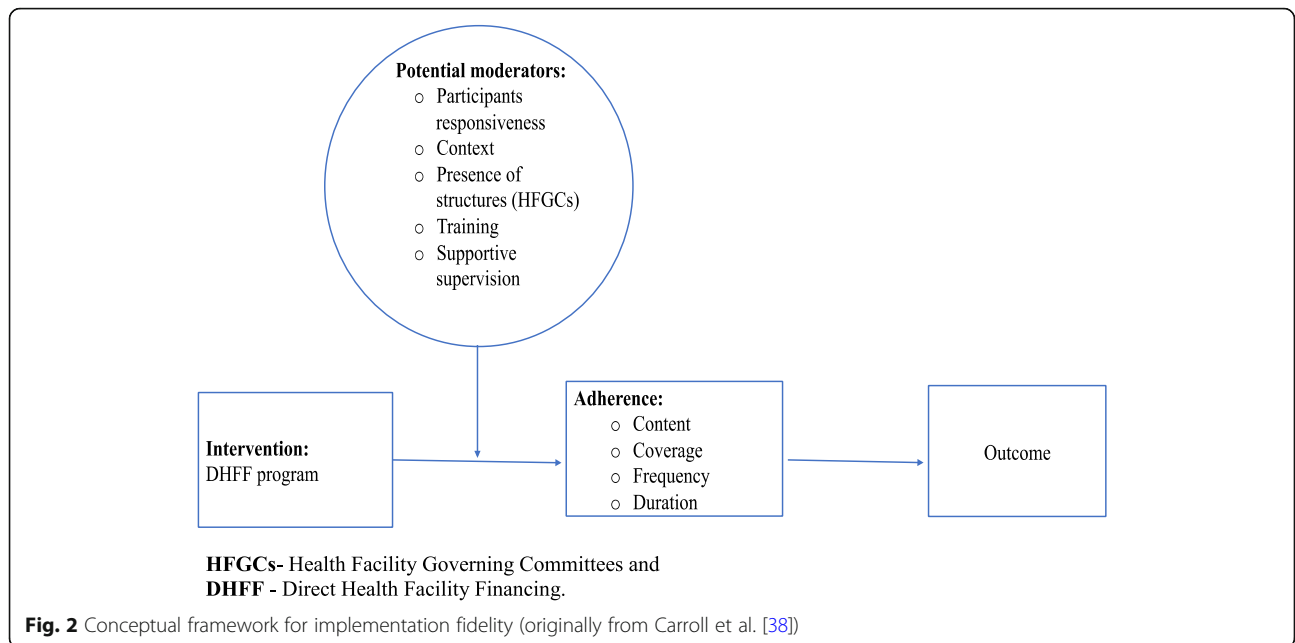 Potential moderators:
○ Participants
responsiveness
○ Context
○ Presence of
structures (HFGCs)
○ Training
○ Supportive
supervision
Intervention:
DHFF program
Adherence:
○ Content
○ Coverage
○ Frequency
○ Duration
Outcome
HFGCs- Health Facility Governing Committees and
DHFF - Direct Health Facility Financing.
Fig. 2 Conceptual framework for implementation fidelity (originally from Carroll et al. [38])